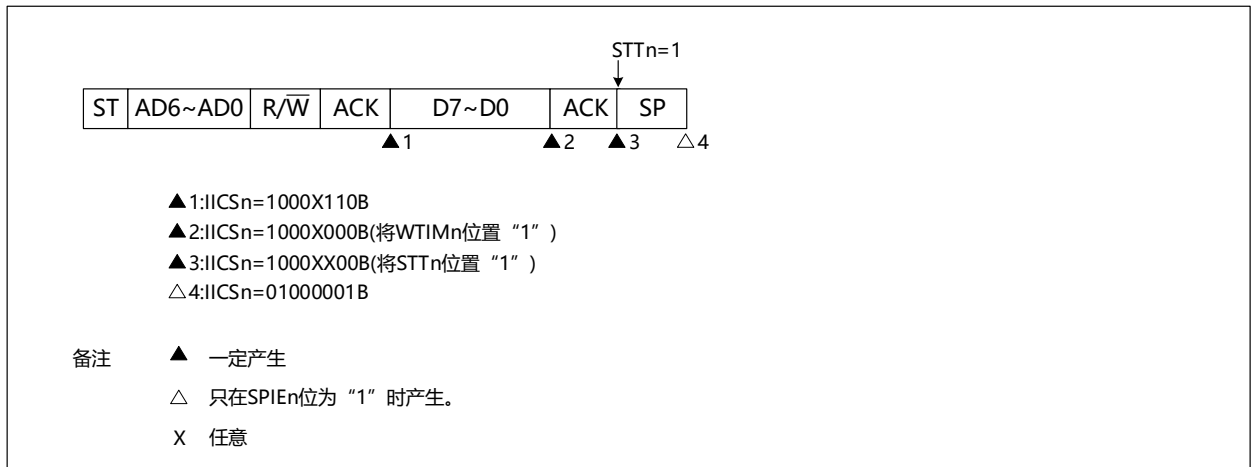 STTn=1
ST AD6~AD0 R/W̅ ACK D7~D0 ACK SP
▲1 ▲2 ▲3 △4
▲1:IICSn=1000X110B
▲2:IICSn=1000X000B(将WTIMn位置“1”)
▲3:IICSn=1000XX00B(将STTn位置“1”)
△4:IICSn=01000001B
备注 ▲ 一定产生
△ 只在SPIEn位为“1”时产生。
X 任意